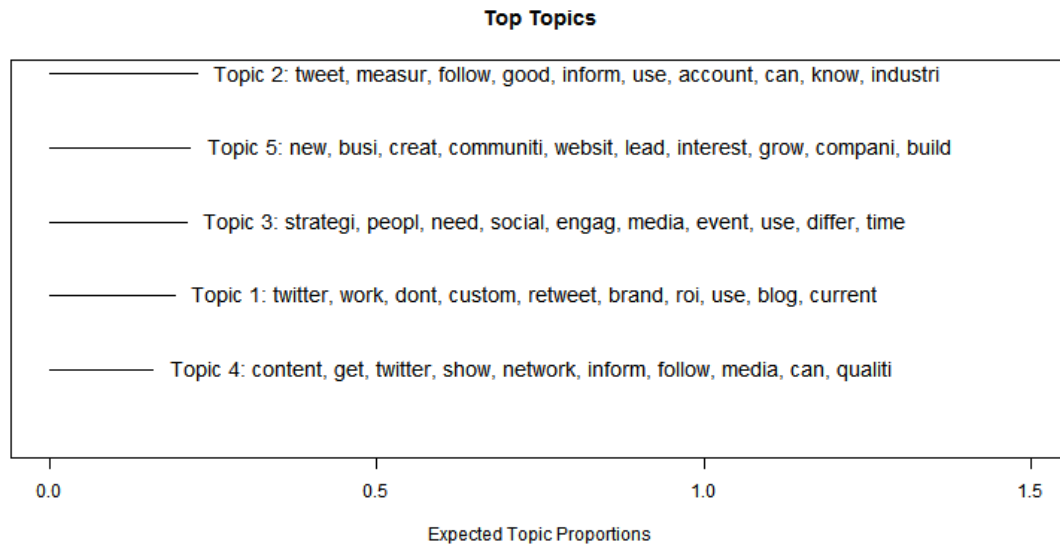 Top Topics
Topic 2: tweet, measur, follow, good, inform, use, account, can, know, industri
Topic 5: new, busi, creat, communiti, websit, lead, interest, grow, compani, build
Topic 3: strategi, peopl, need, social, engag, media, event, use, differ, time
Topic 1: twitter, work, dont, custom, retweet, brand, roi, use, blog, current
Topic 4: content, get, twitter, show, network, inform, follow, media, can, qualiti
0.0 0.5 1.0 1.5
Expected Topic Proportions